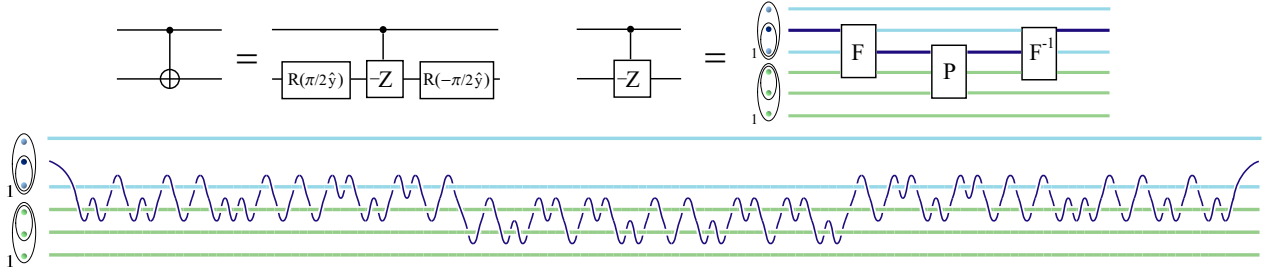 = R(π/2ŷ) –Z R(-π/2ŷ)
–Z = F P F⁻¹
1
1
1
1